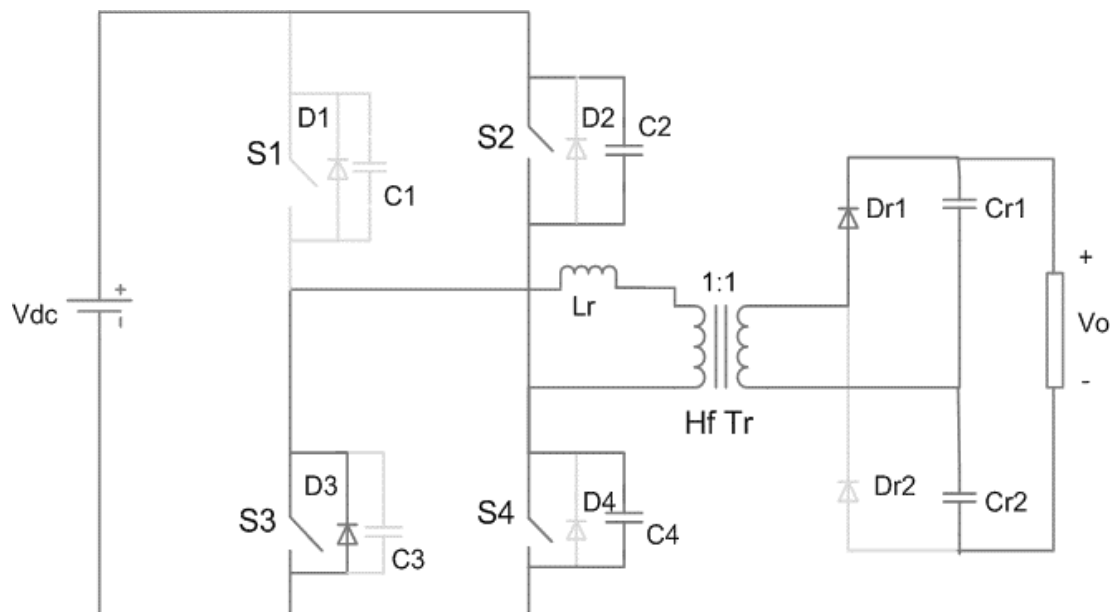 D1
S1
C1
S2
D2
C2
Vdc
+
-
Lr
1:1
Hf Tr
Dr1
Cr1
+
Vo
-
Dr2
Cr2
S3
D3
C3
S4
D4
C4